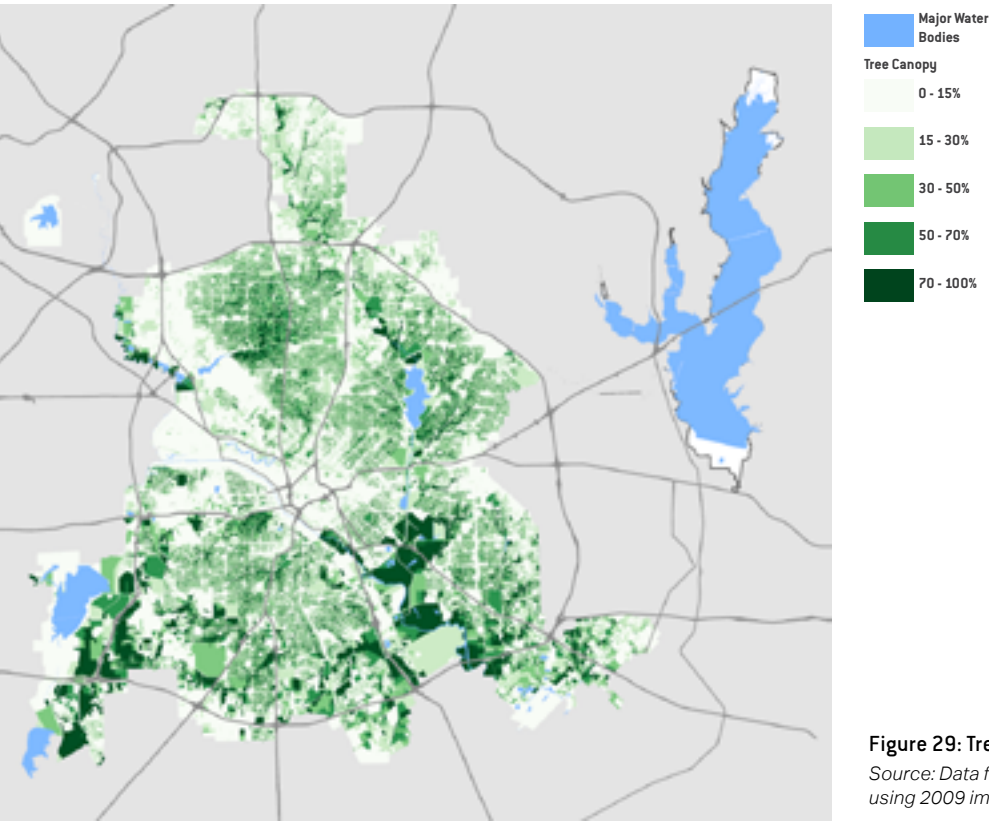 Major Water
Bodies
Tree Canopy
0 - 15%
15 - 30%
30 - 50%
50 - 70%
70 - 100%
Figure 29: Tre
Source: Data f
using 2009 im